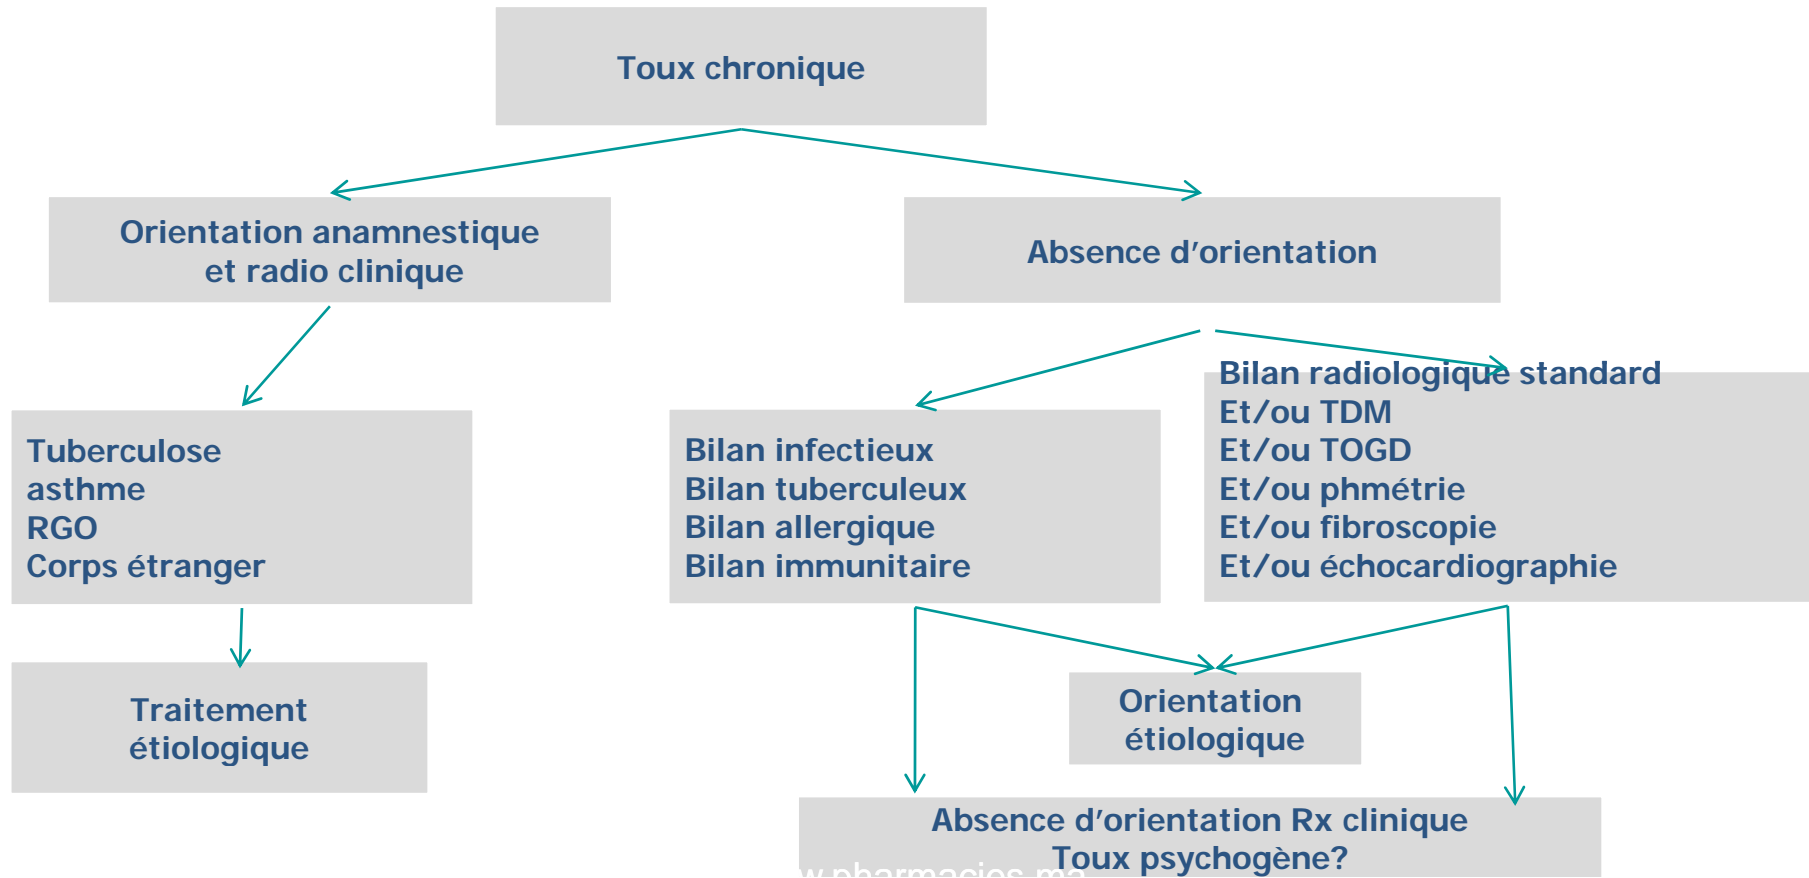 Toux chronique
Orientation anamnestique
et radio clinique
Absence d'orientation
Tuberculose
asthme
RGO
Corps étranger
Bilan infectieux
Bilan tuberculeux
Bilan allergique
Bilan immunitaire
Bilan radiologique standard
Et/ou TDM
Et/ou TOGD
Et/ou phmétrie
Et/ou fibroscopie
Et/ou échocardiographie
Traitement
étiologique
Orientation
étiologique
Absence d'orientation Rx clinique
Toux psychogène?
w.pharmacies.ma